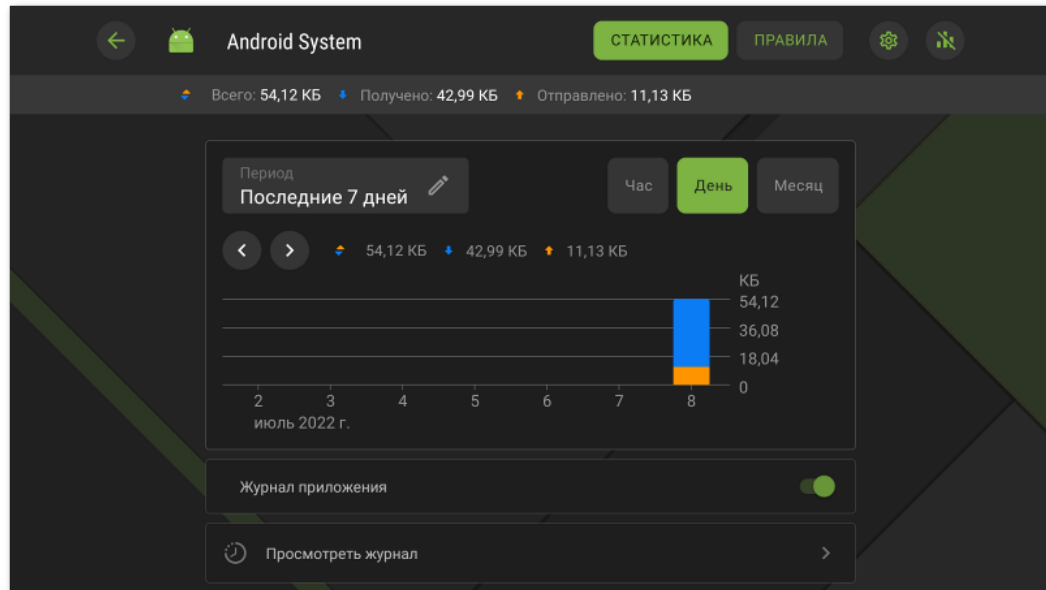 Android System
СТАТИСТИКА
ПРАВИЛА
Всего: 54,12 КБ Получено: 42,99 КБ Отправлено: 11,13 КБ
Период
Последние 7 дней
Час
День
Месяц
54,12 КБ 42,99 КБ 11,13 КБ
КБ
54,12
36,08
18,04
0
2 3 4 5 6 7 8
июль 2022 г.
Журнал приложения
Просмотреть журнал